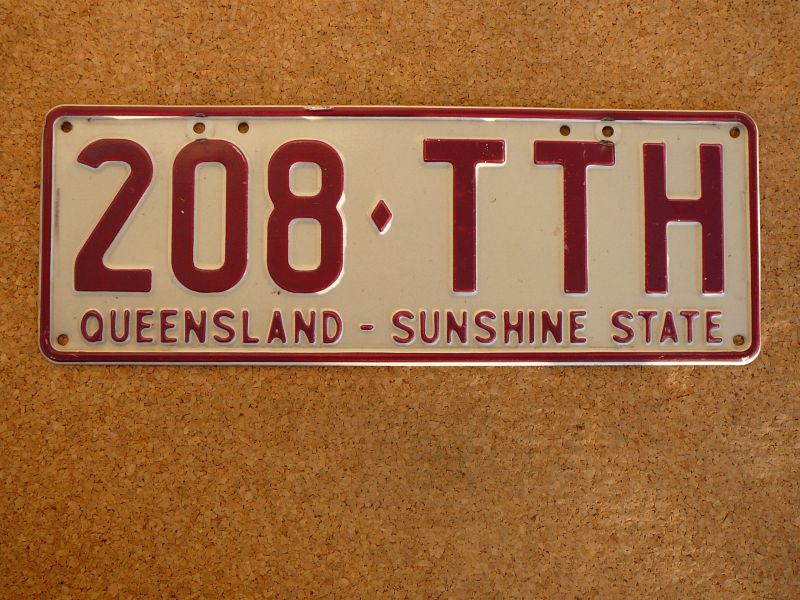 208♦TTH
QUEENSLAND - SUNSHINE STATE